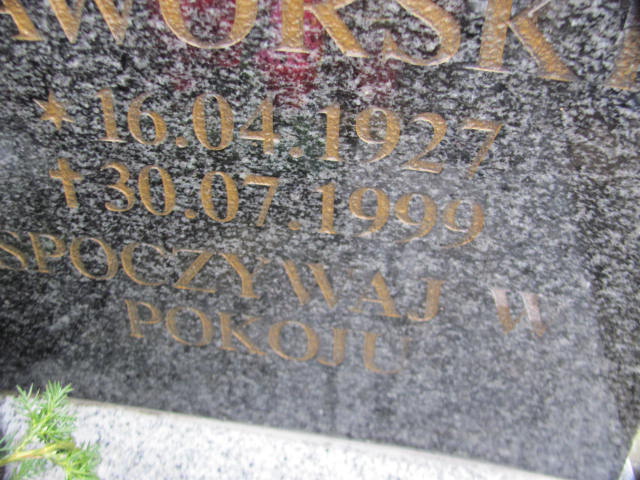 AWORSKI
* 16.04.1927
✝ 30.07.1999
SPOCZYWAJ W
POKOJU